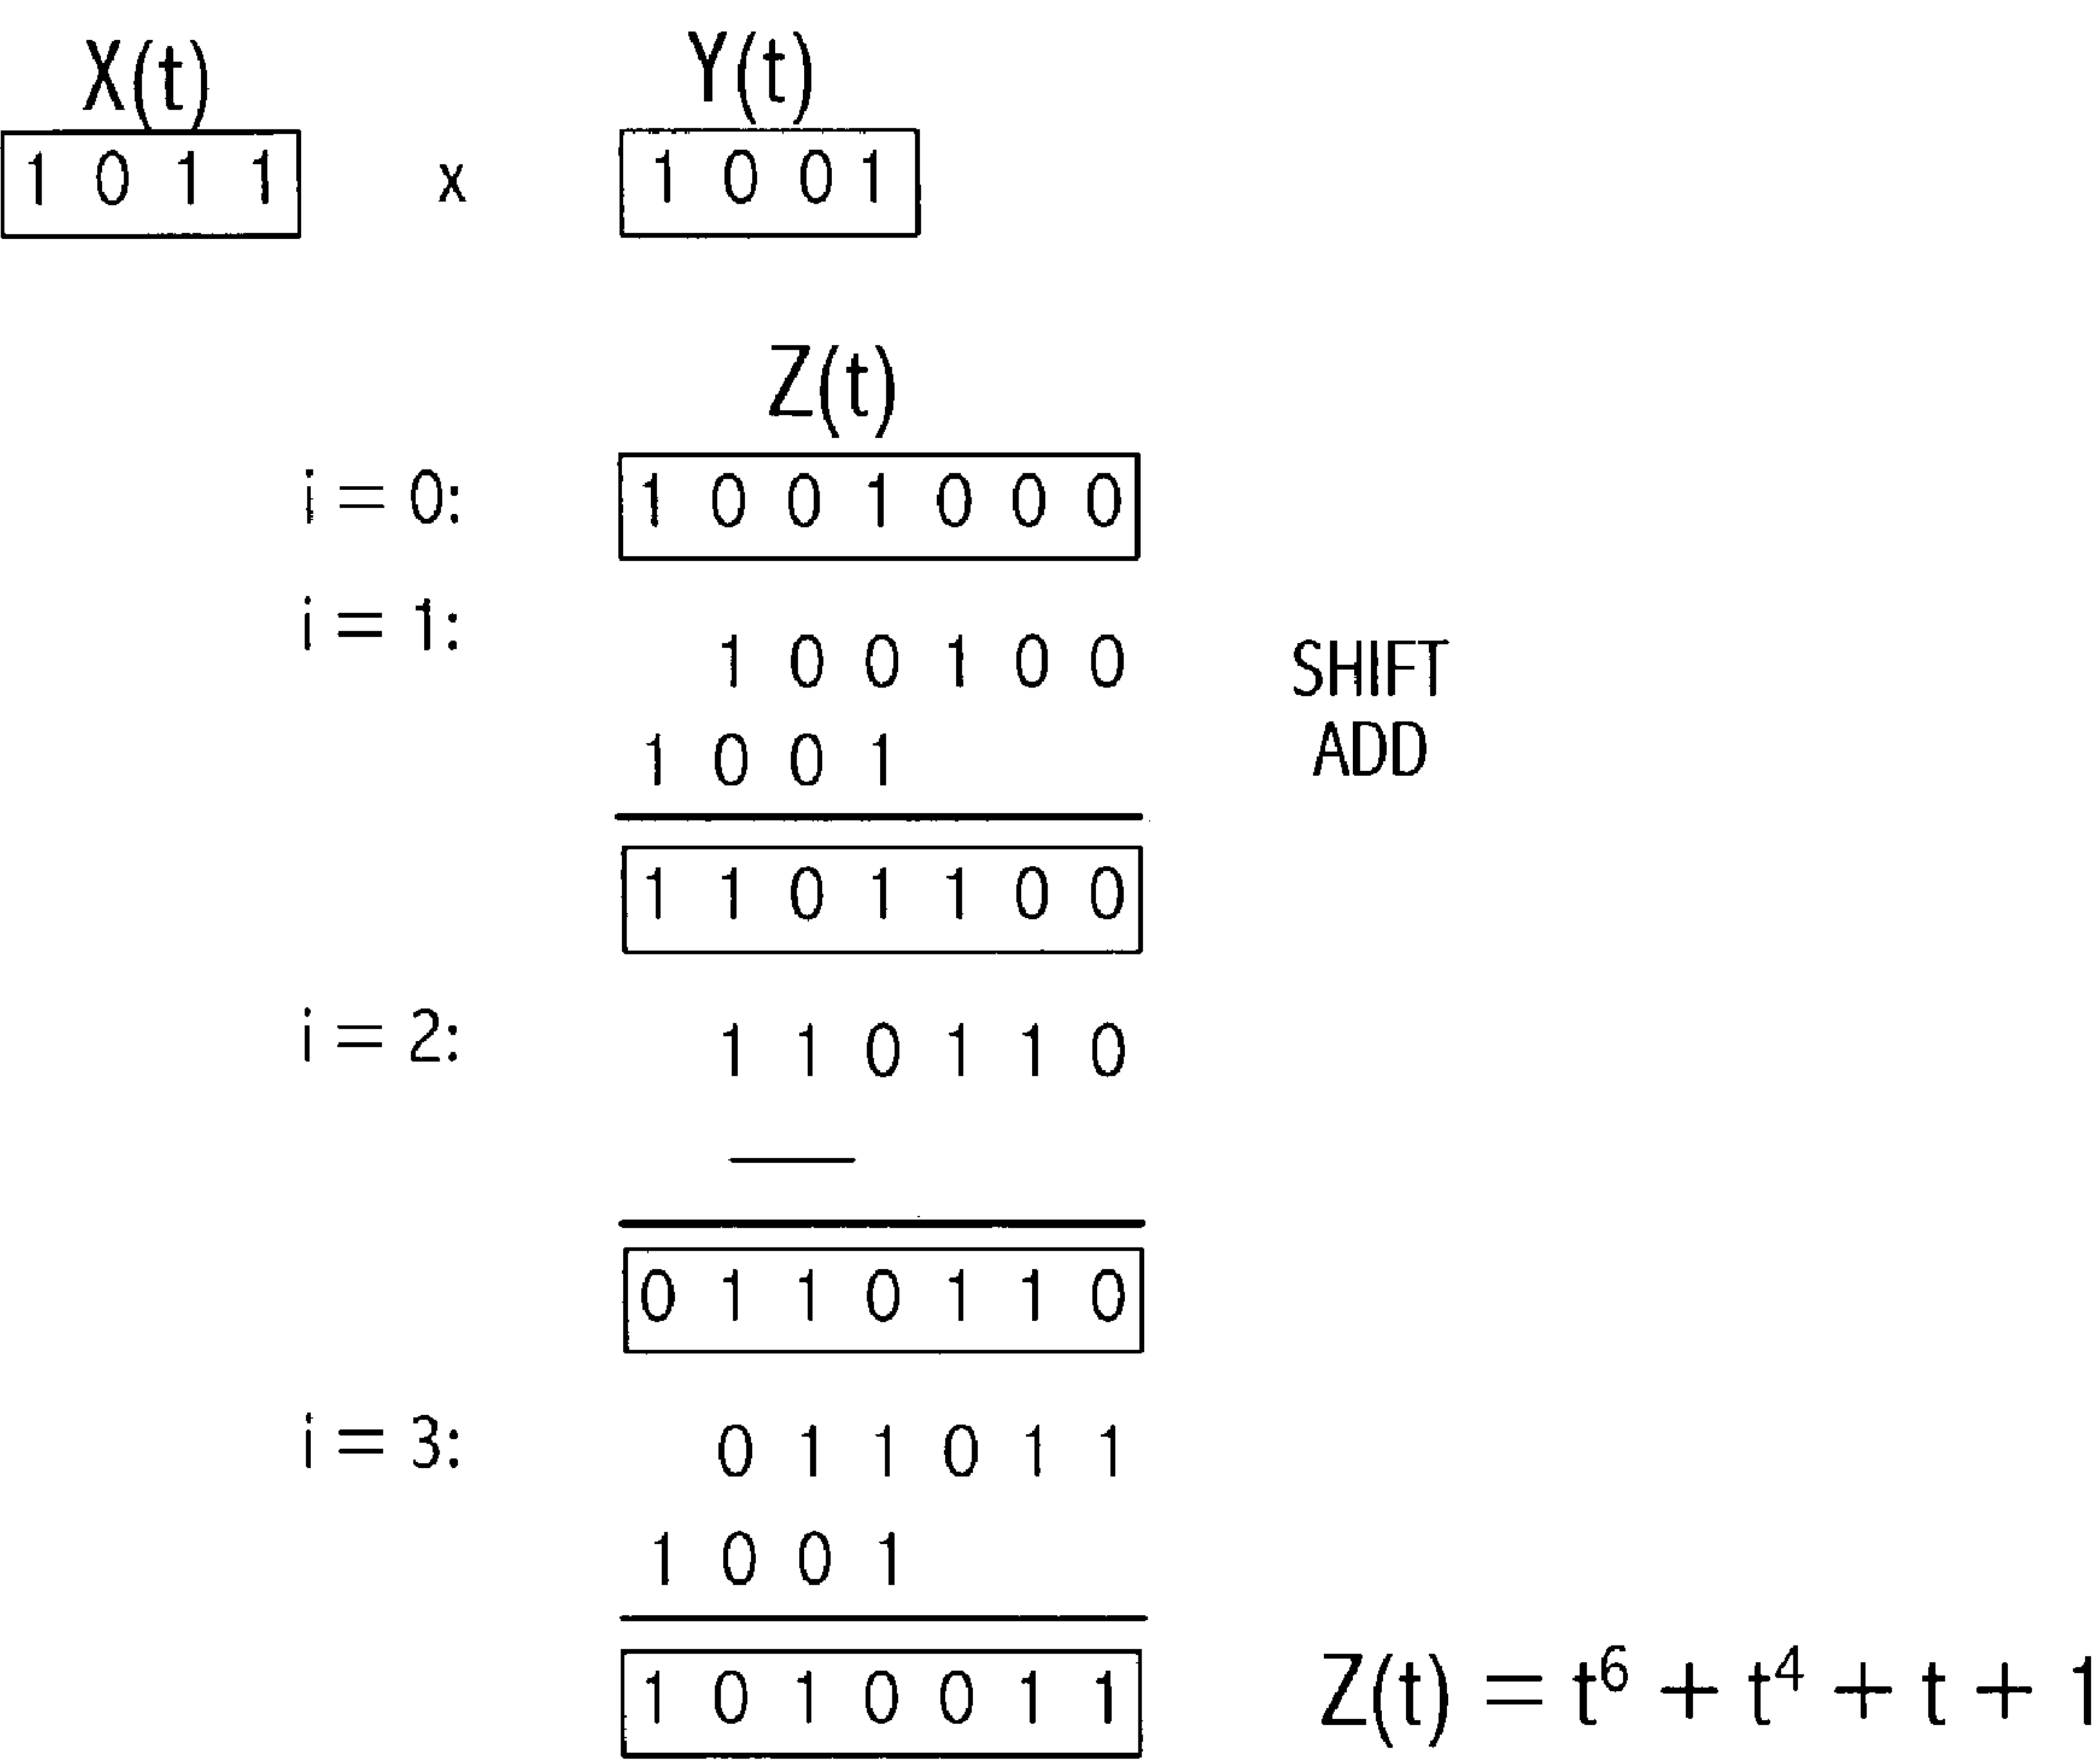 X(t) Y(t)
1 0 1 1 x 1 0 0 1
Z(t)
i = 0: 1 0 0 1 0 0 0
i = 1: 1 0 0 1 0 0 SHIFT
1 0 0 1 ADD
1 1 0 1 1 0 0
i = 2: 1 1 0 1 1 0
0 1 1 0 1 1 0
i = 3: 0 1 1 0 1 1
1 0 0 1
1 0 1 0 0 1 1 Z(t) = t⁶ + t⁴ + t + 1